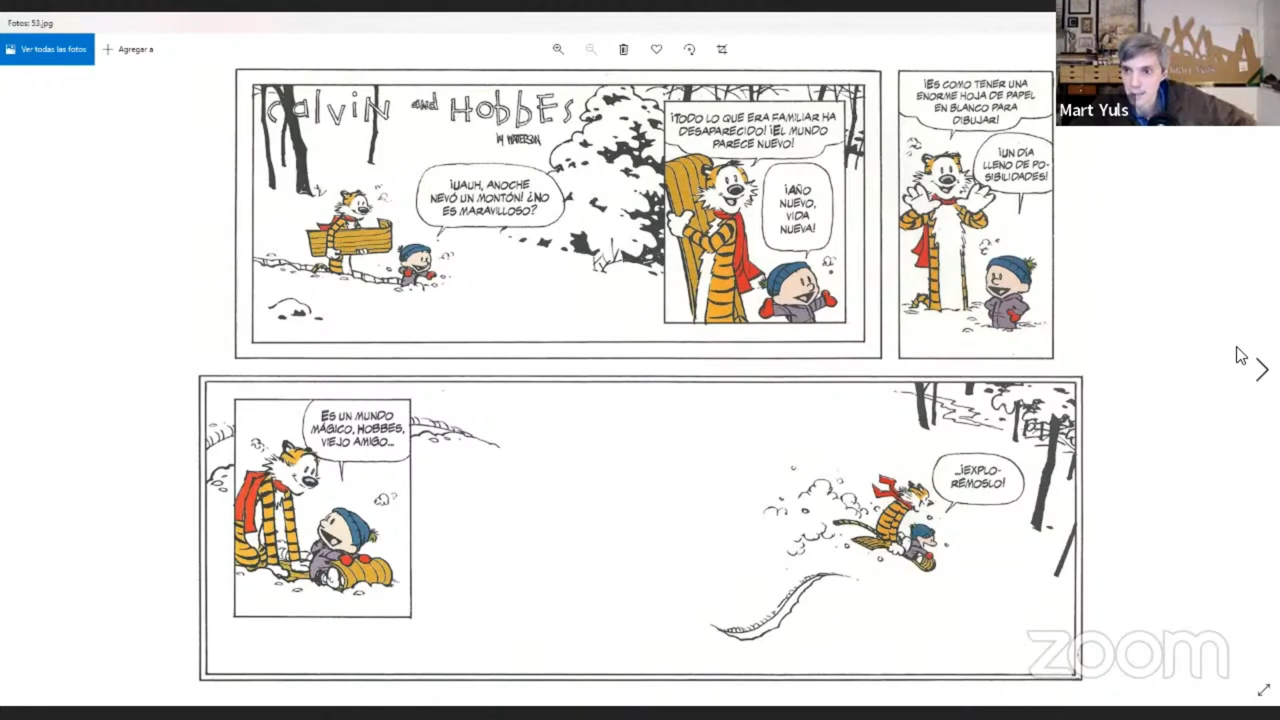 Fotos: 53.jpg
Ver todas las fotos
Agregar a
Mart Yuls
Calvin and Hobbes
by WATTERSON
¡UAUH, ANOCHE
NEVÓ UN MONTÓN! ¿NO
ES MARAVILLOSO?
¡TODO LO QUE ERA FAMILIAR HA
DESAPARECIDO! ¡EL MUNDO
PARECE NUEVO!
¡AÑO
NUEVO,
VIDA
NUEVA!
¡ES COMO TENER UNA
ENORME HOJA DE PAPEL
EN BLANCO PARA
DIBUJAR!
¡UN DÍA
LLENO DE PO-
SIBILIDADES!
ES UN MUNDO
MÁGICO, HOBBES,
VIEJO AMIGO...
...¡EXPLO-
RÉMOSLO!
zoom